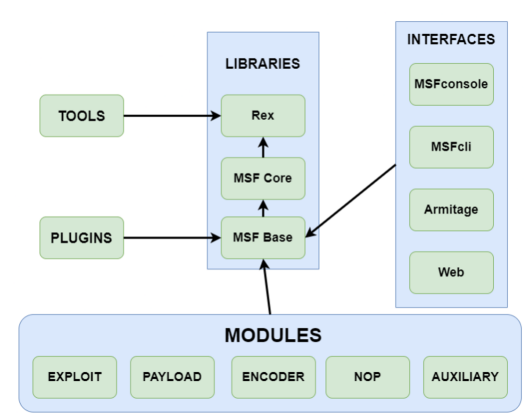 INTERFACES
MSFconsole
MSFcli
Armitage
Web
LIBRARIES
Rex
MSF Core
MSF Base
TOOLS
PLUGINS
MODULES
EXPLOIT
PAYLOAD
ENCODER
NOP
AUXILIARY